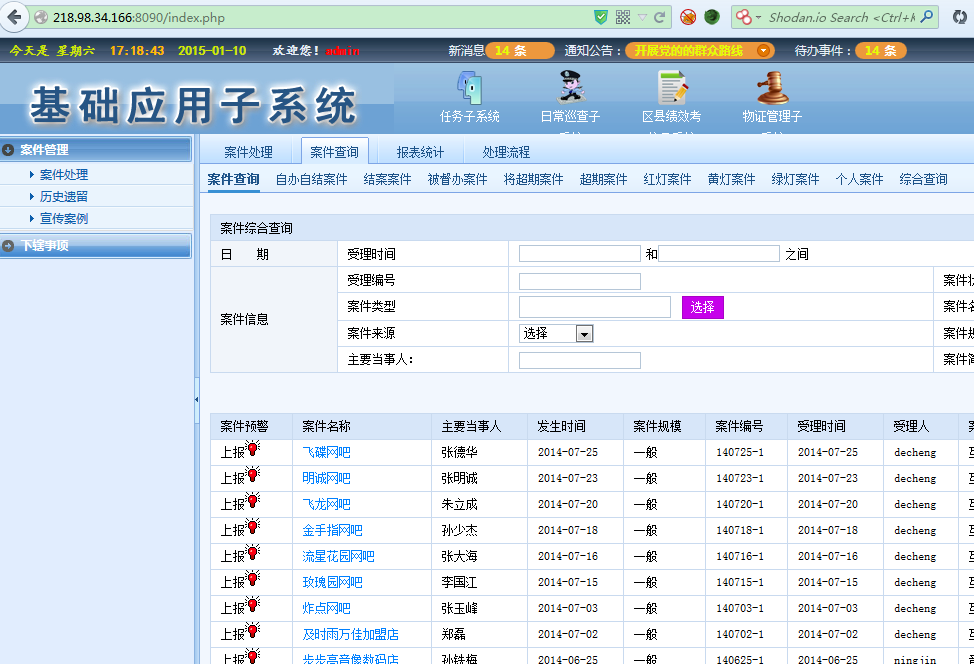 218.98.34.166:8090/index.php
Shodan.io Search <Ctrl+K
今天是 星期六 17:18:43 2015-01-10 欢迎您！admin 新消息 14 条 通知公告： 开展党的的群众路线 待办事件： 14 条
基础应用子系统
任务子系统 日常巡查子 区县绩效考 物证管理子
案件管理
案件处理
历史遗留
宣传案例
下辖事项
案件处理 案件查询 报表统计 处理流程
案件查询 自办自结案件 结案案件 被督办案件 将超期案件 超期案件 红灯案件 黄灯案件 绿灯案件 个人案件 综合查询
案件综合查询
日 期 受理时间 和 之间
案件信息
受理编号
案件类型 选择
案件来源 选择
主要当事人：
案件预警 案件名称 主要当事人 发生时间 案件规模 案件编号 受理时间 受理人
上报 飞碟网吧 张德华 2014-07-25 一般 140725-1 2014-07-25 decheng
上报 明诚网吧 张明诚 2014-07-23 一般 140723-1 2014-07-23 decheng
上报 飞龙网吧 朱立成 2014-07-20 一般 140720-1 2014-07-20 decheng
上报 金手指网吧 孙少杰 2014-07-18 一般 140718-1 2014-07-18 decheng
上报 流星花园网吧 张大海 2014-07-16 一般 140716-1 2014-07-16 decheng
上报 玫瑰园网吧 李国江 2014-07-15 一般 140715-1 2014-07-15 decheng
上报 炸点网吧 张玉峰 2014-07-03 一般 140703-1 2014-07-03 decheng
上报 及时雨万佳加盟店 郑磊 2014-07-02 一般 140702-1 2014-07-02 decheng
上报 步步高音像数码店 孙铁梅 2014-06-25 一般 140625-1 2014-06-25 ningjin